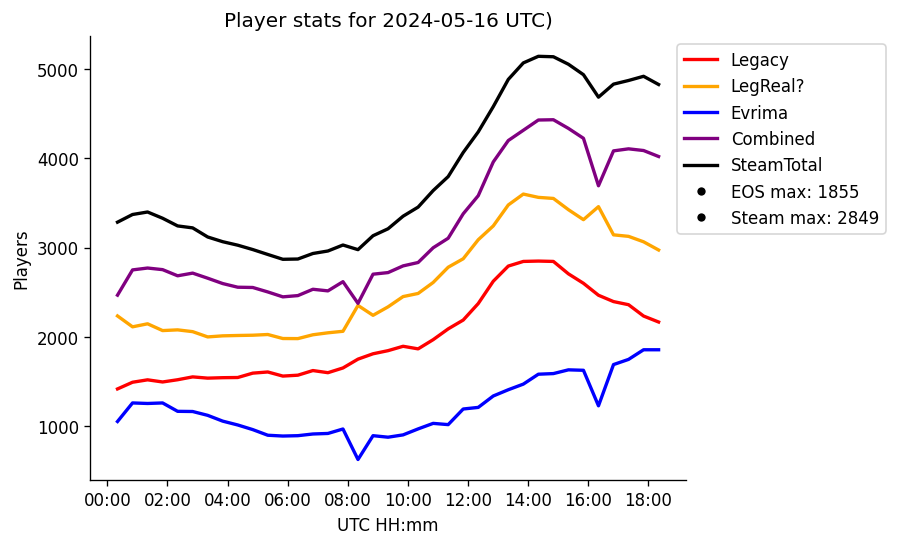 Player stats for 2024-05-16 UTC)
Legacy
LegReal?
Evrima
Combined
SteamTotal
EOS max: 1855
Steam max: 2849
5000
4000
3000
2000
1000
Players
00:00 02:00 04:00 06:00 08:00 10:00 12:00 14:00 16:00 18:00
UTC HH:mm